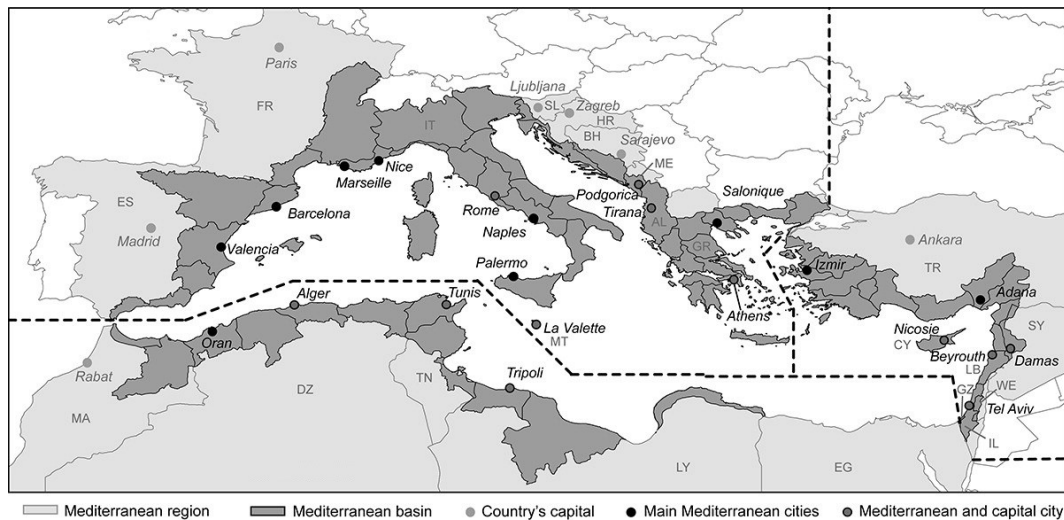 Paris
FR
Ljubljana
SL
Zagreb
HR
BH
Sarajevo
IT
ME
Nice
Marseille
Podgorica
Salonique
ES
Barcelona
Rome
Tirana
AL
Madrid
Naples
GR
Ankara
Valencia
TR
Palermo
Izmir
Alger
Tunis
Adana
Athens
SY
Oran
La Valette
Nicosie
MT
CY
Beyrouth
Damas
Rabat
LB
DZ
TN
Tripoli
GZ
WE
MA
Tel Aviv
IL
LY
EG
Mediterranean region
Mediterranean basin
Country's capital
Main Mediterranean cities
Mediterranean and capital city